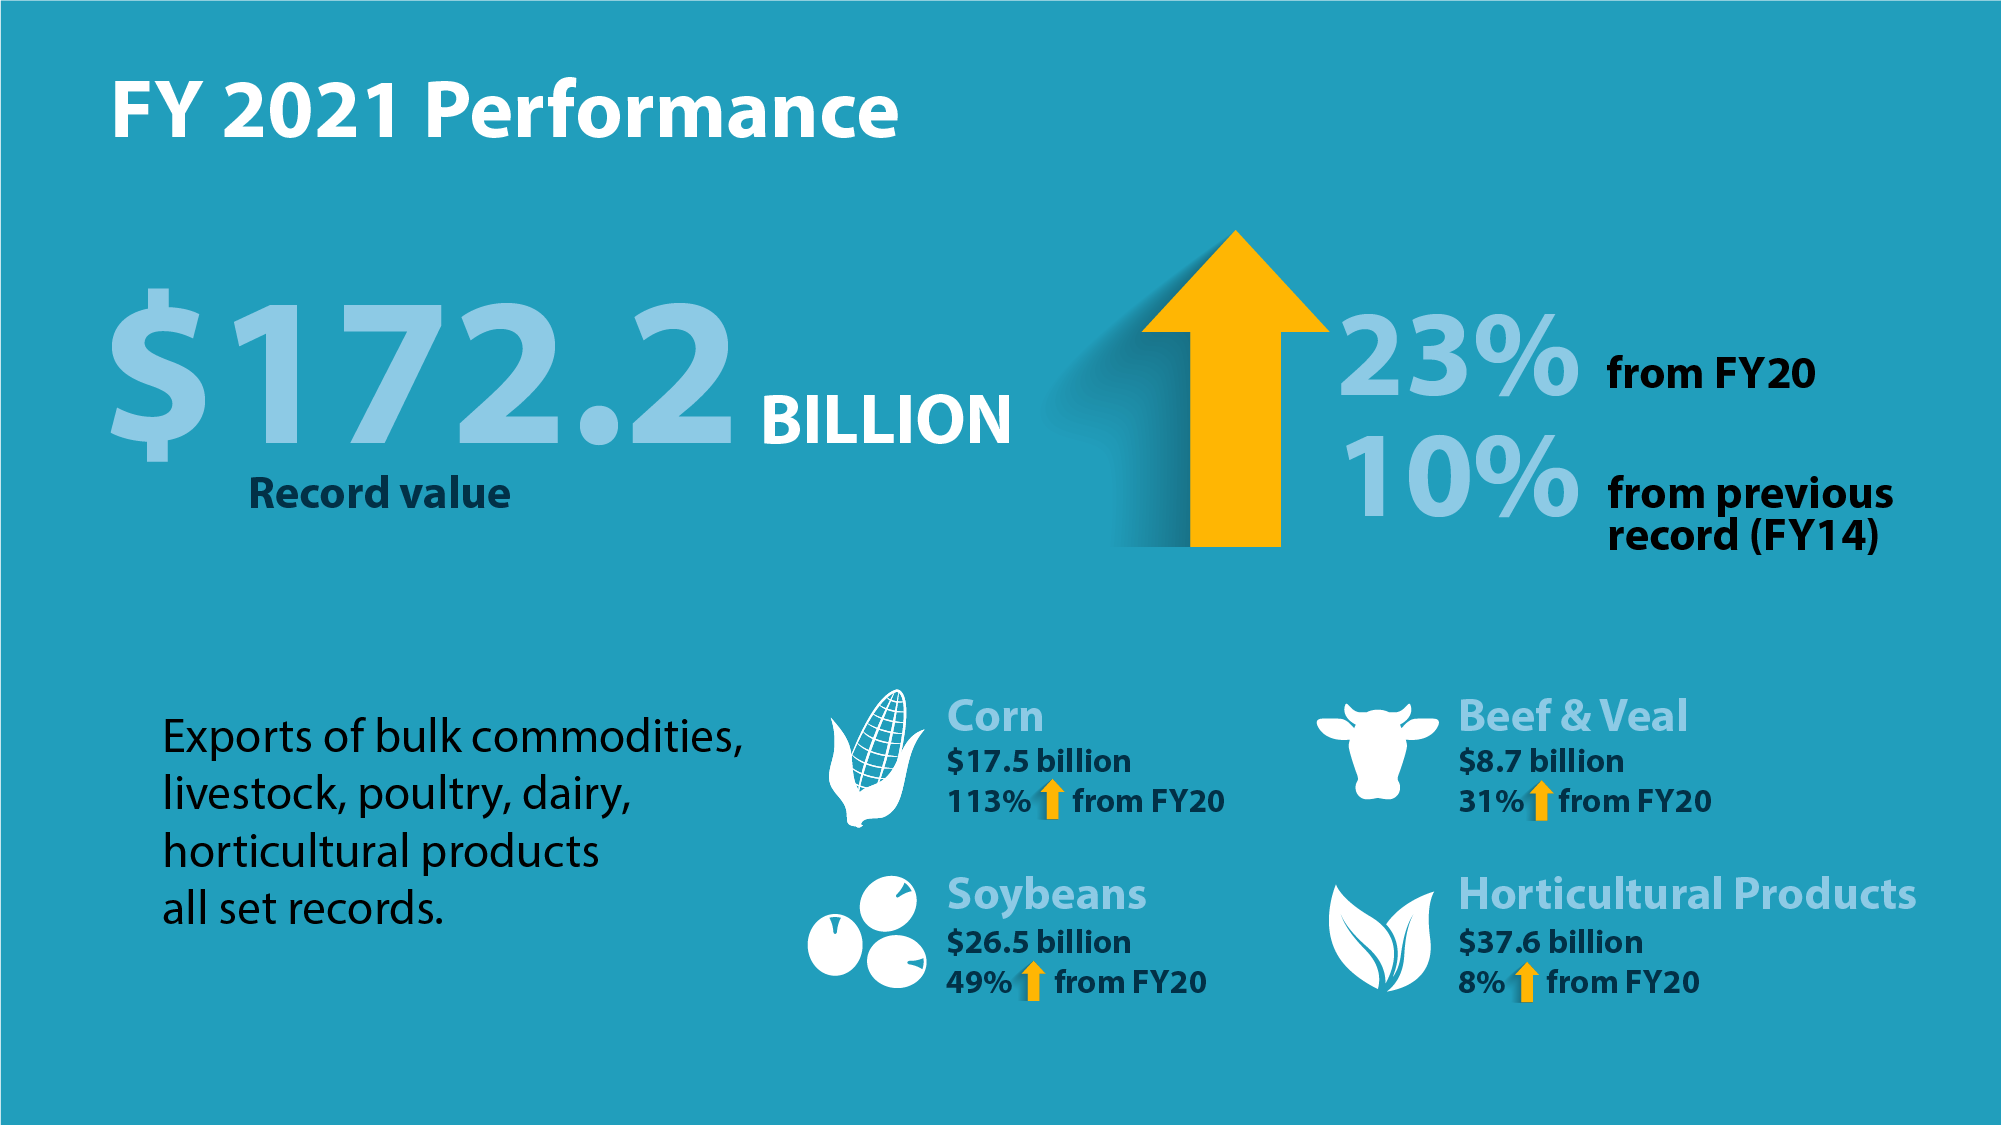 FY 2021 Performance
$172.2 BILLION
Record value
23% from FY20
10% from previous
record (FY14)
Exports of bulk commodities,
livestock, poultry, dairy,
horticultural products
all set records.
Corn
$17.5 billion
113% from FY20
Beef & Veal
$8.7 billion
31% from FY20
Soybeans
$26.5 billion
49% from FY20
Horticultural Products
$37.6 billion
8% from FY20